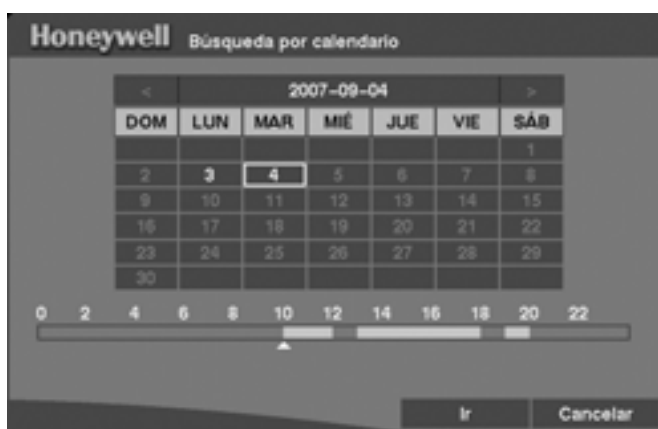 Honeywell Búsqueda por calendario
< 2007-09-04 >
DOM LUN MAR MIÉ JUE VIE SÁB
1
2 3 4 5 6 7 8
9 10 11 12 13 14 15
16 17 18 19 20 21 22
23 24 25 26 27 28 29
30
0 2 4 6 8 10 12 14 16 18 20 22
Ir Cancelar